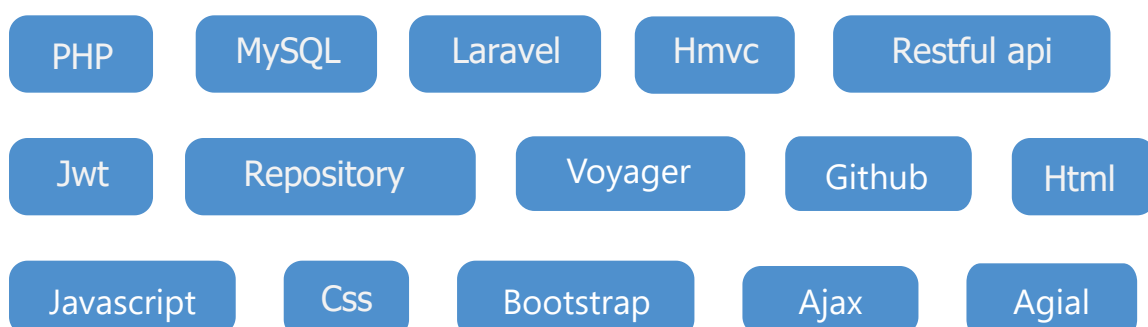 PHP MySQL Laravel Hmvc Restful api
Jwt Repository Voyager Github Html
Javascript Css Bootstrap Ajax Agial